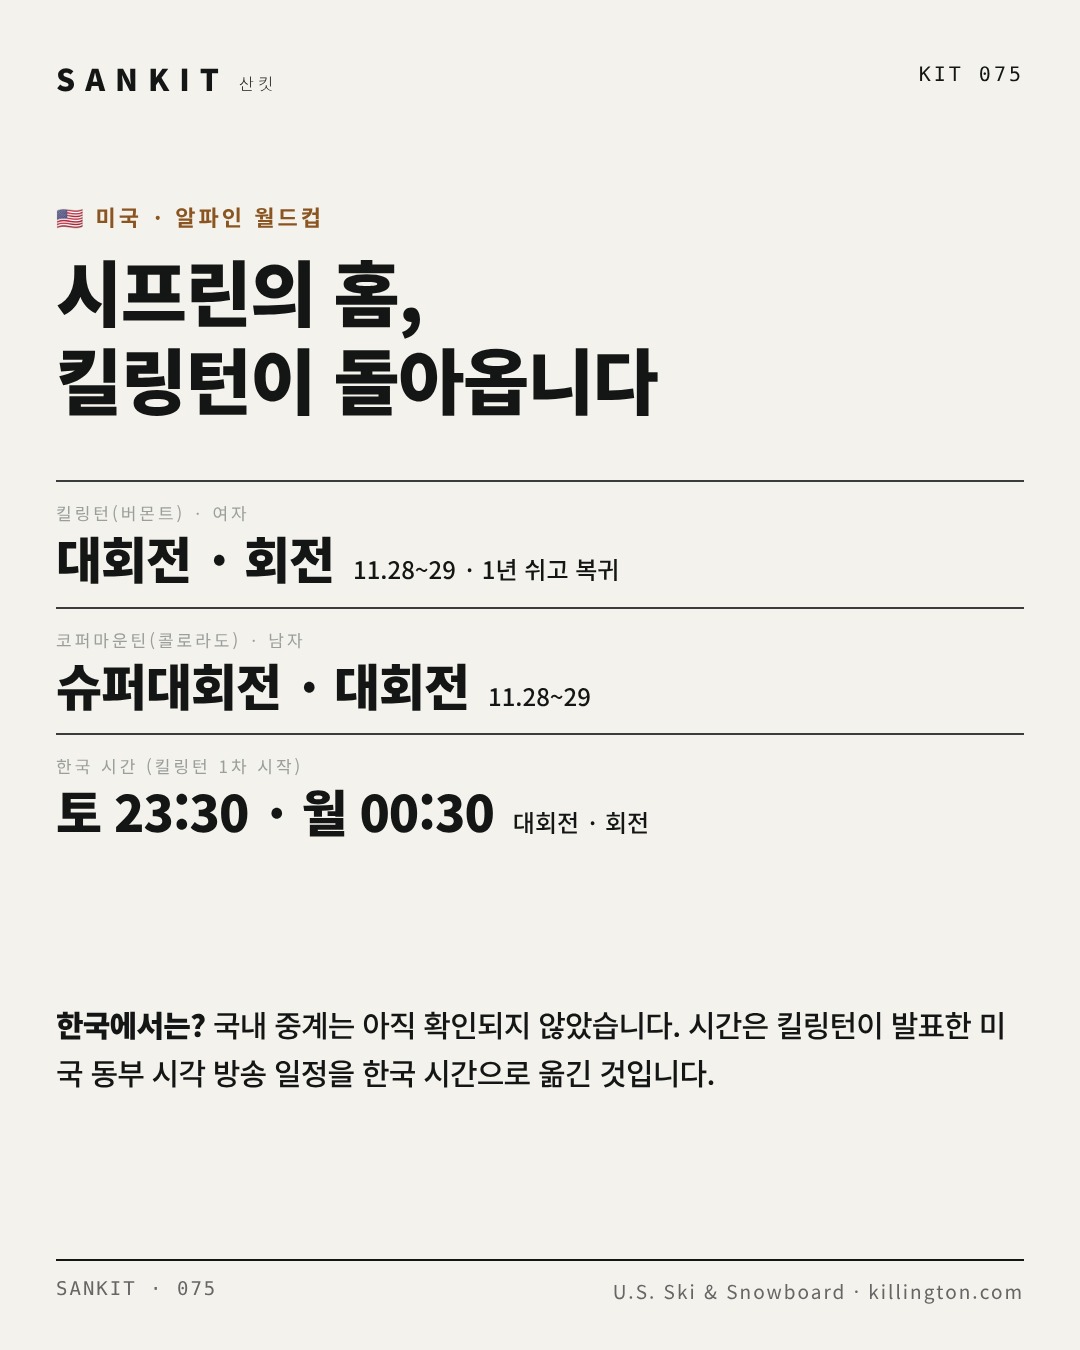 SANKIT 산킷
KIT 075
🇺🇸 미국 · 알파인 월드컵
시프린의 홈,
킬링턴이 돌아옵니다
킬링턴(버몬트) · 여자
대회전 · 회전 11.28~29 · 1년 쉬고 복귀
코퍼마운틴(콜로라도) · 남자
슈퍼대회전 · 대회전 11.28~29
한국 시간 (킬링턴 1차 시작)
토 23:30 · 월 00:30 대회전 · 회전
한국에서는? 국내 중계는 아직 확인되지 않았습니다. 시간은 킬링턴이 발표한 미
국 동부 시각 방송 일정을 한국 시간으로 옮긴 것입니다.
SANKIT · 075
U.S. Ski & Snowboard · killington.com